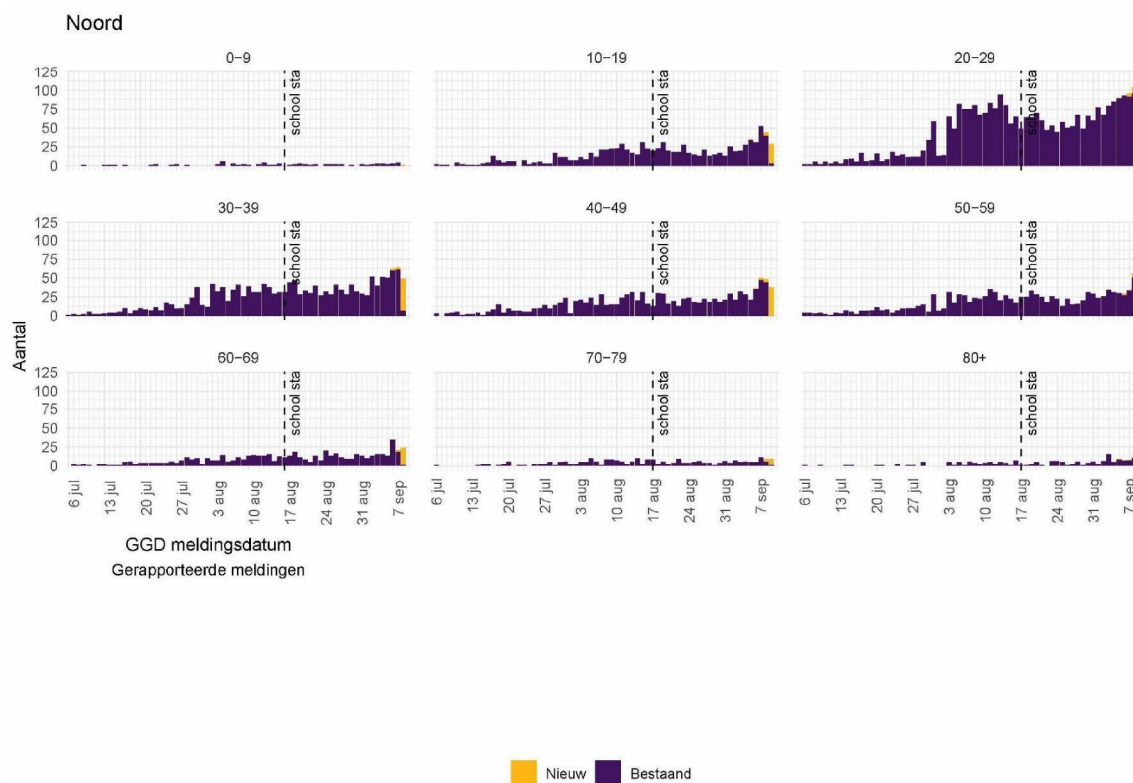 Noord
0-9
10-19
20-29
125
100
75
50
25
0
school sta
school sta
school sta
30-39
40-49
50-59
125
100
75
50
25
0
school sta
school sta
school sta
60-69
70-79
80+
125
100
75
50
25
0
school sta
school sta
school sta
Aantal
6 jul
13 jul
20 jul
27 jul
3 aug
10 aug
17 aug
24 aug
31 aug
7 sep
6 jul
13 jul
20 jul
27 jul
3 aug
10 aug
17 aug
24 aug
31 aug
7 sep
6 jul
13 jul
20 jul
27 jul
3 aug
10 aug
17 aug
24 aug
31 aug
7 sep
GGD meldingsdatum
Gerapporteerde meldingen
Nieuw
Bestaand